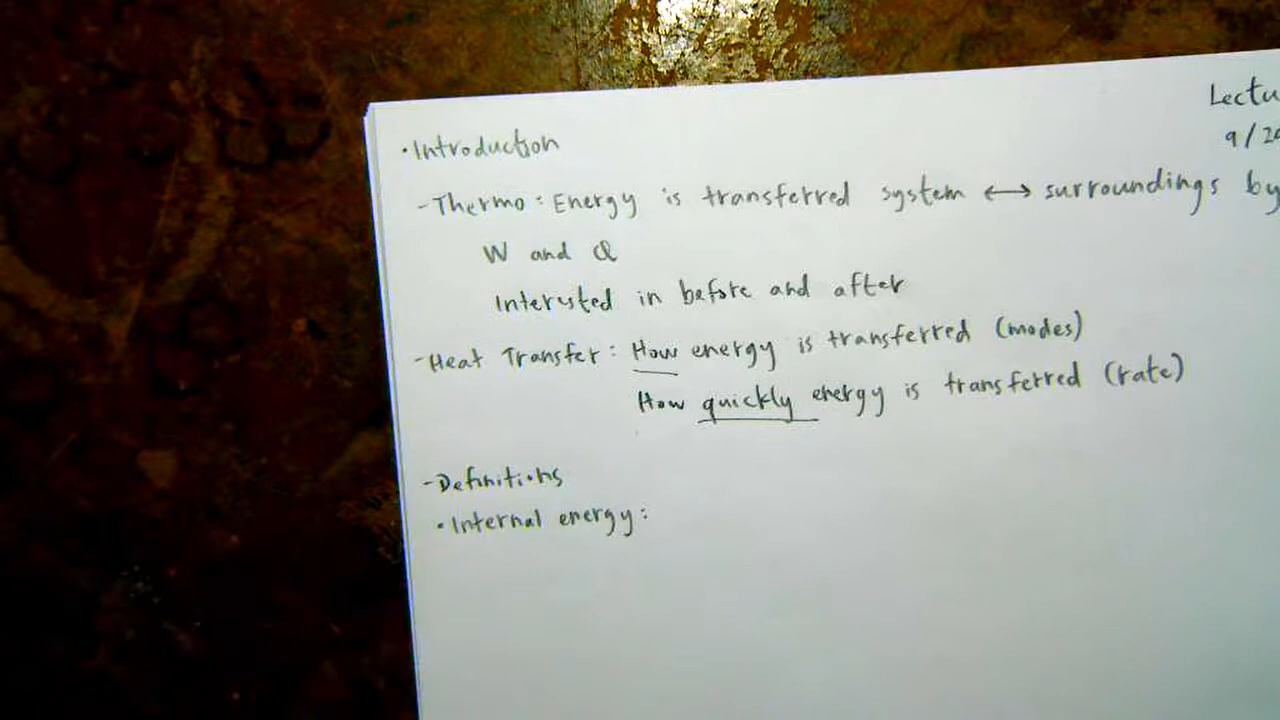 Lectu
9/20
•Introduction
-Thermo: Energy is transferred system ↔ surroundings by
W and Q
Interested in before and after
-Heat Transfer: How energy is transferred (modes)
How quickly energy is transferred (rate)
-Definitions
•Internal energy: